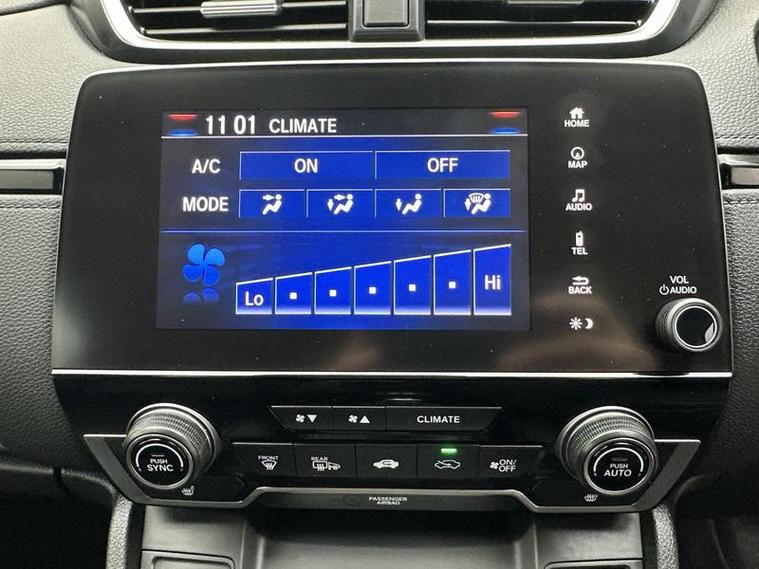 11 01 CLIMATE
HOME
A/C ON OFF
MAP
MODE
AUDIO
TEL
BACK
Lo Hi
VOL
AUDIO
CLIMATE
PUSH
SYNC
FRONT
REAR
ON/
OFF
PUSH
AUTO
PASSENGER
AIRBAG